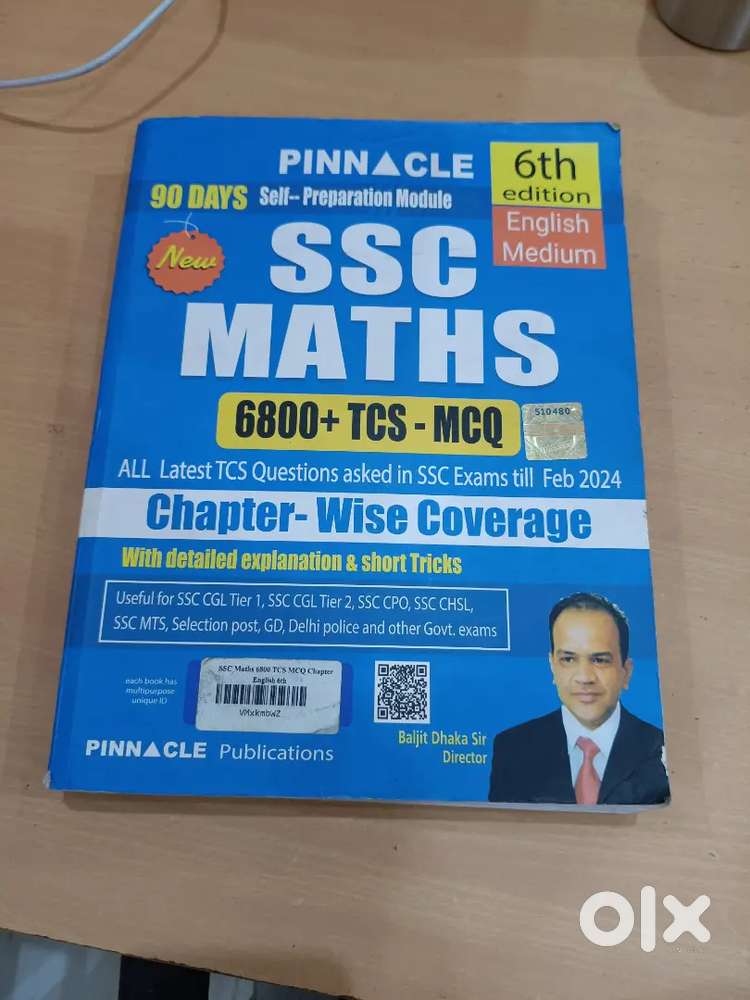 PINNACLE
6th
edition
90 DAYS Self-- Preparation Module
English
Medium
New
SSC
MATHS
6800+ TCS - MCQ
510480
ALL Latest TCS Questions asked in SSC Exams till Feb 2024
Chapter- Wise Coverage
With detailed explanation & short Tricks
Useful for SSC CGL Tier 1, SSC CGL Tier 2, SSC CPO, SSC CHSL,
SSC MTS, Selection post, GD, Delhi police and other Govt. exams
each book has
multipurpose
unique ID
SSC Maths 6800 TCS MCQ Chapter
English 6th
VMxkmbWZ
Baljit Dhaka Sir
Director
PINNACLE Publications
olx